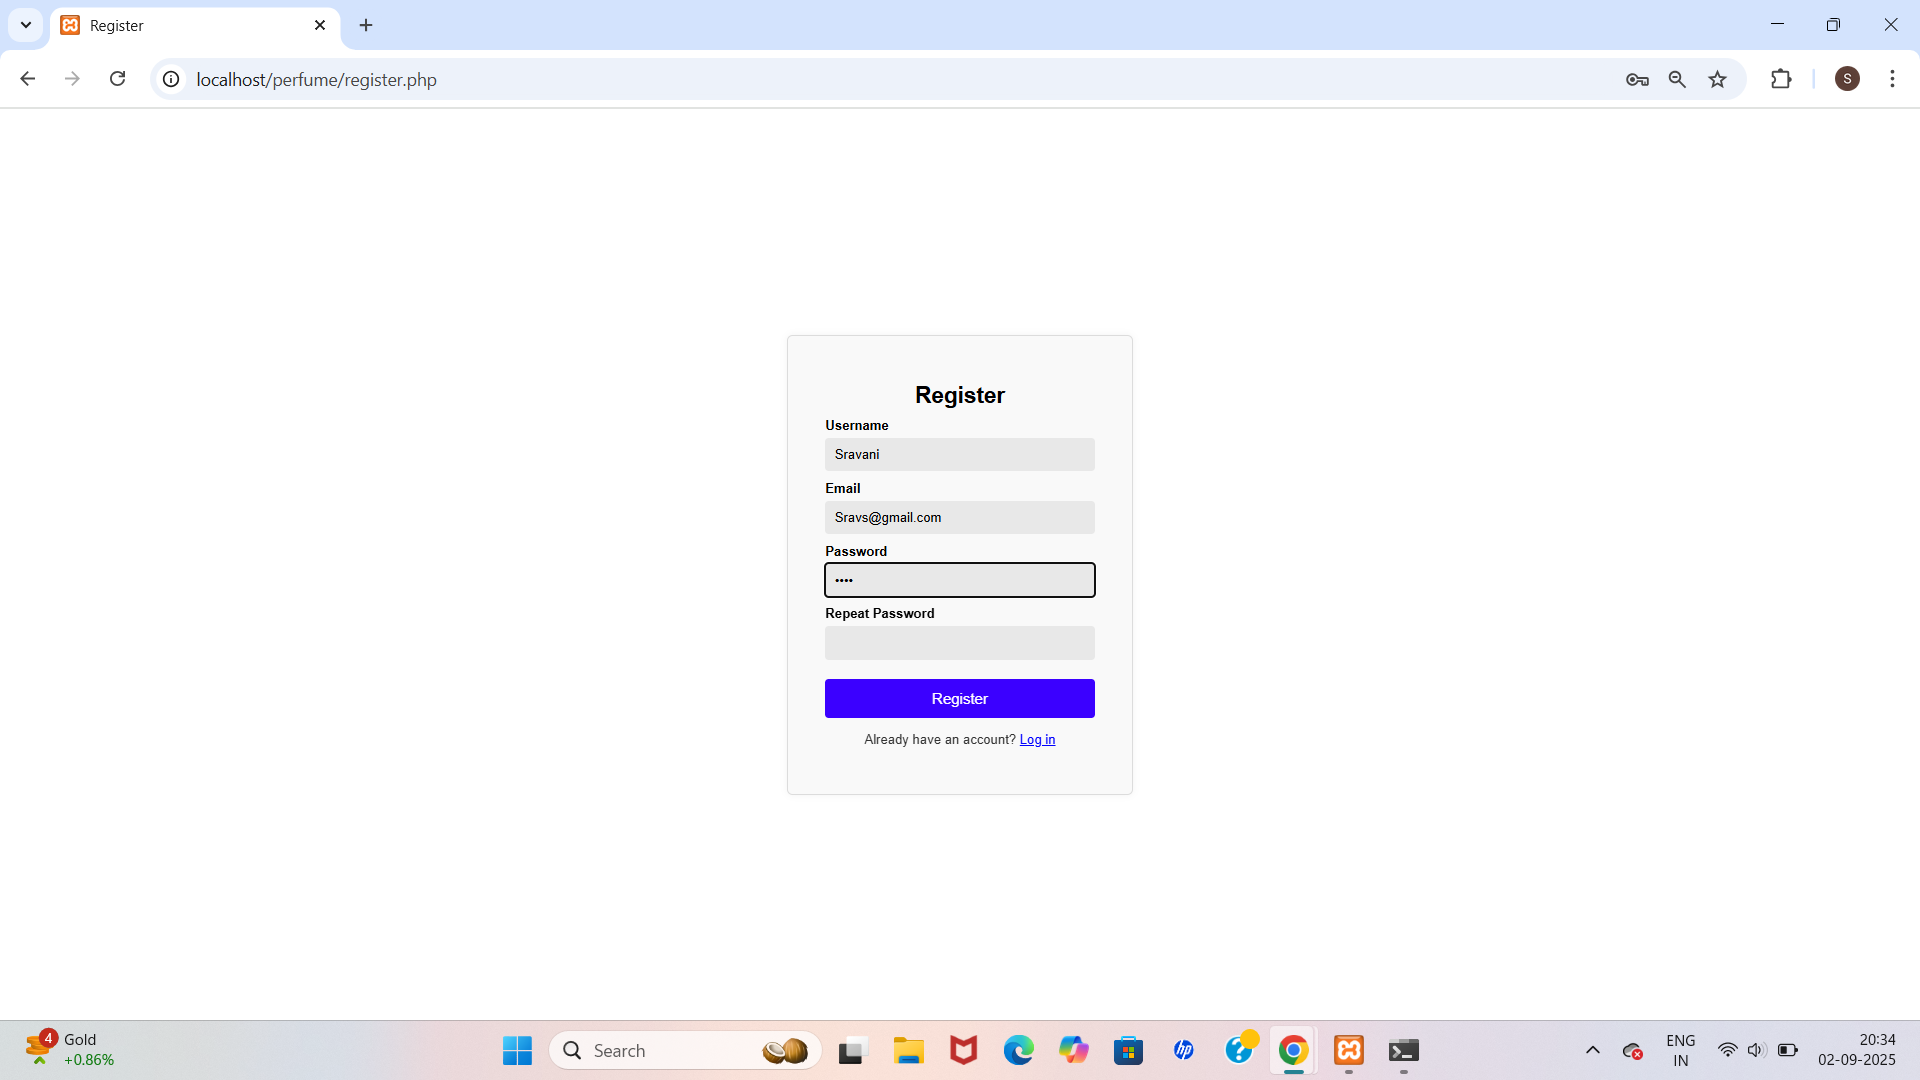 Register
localhost/perfume/register.php
S
Register
Username
Sravani
Email
Sravs@gmail.com
Password
••••
Repeat Password
Register
Already have an account? Log in
4
Gold
+0.86%
Search
hp
ENG
IN
20:34
02-09-2025